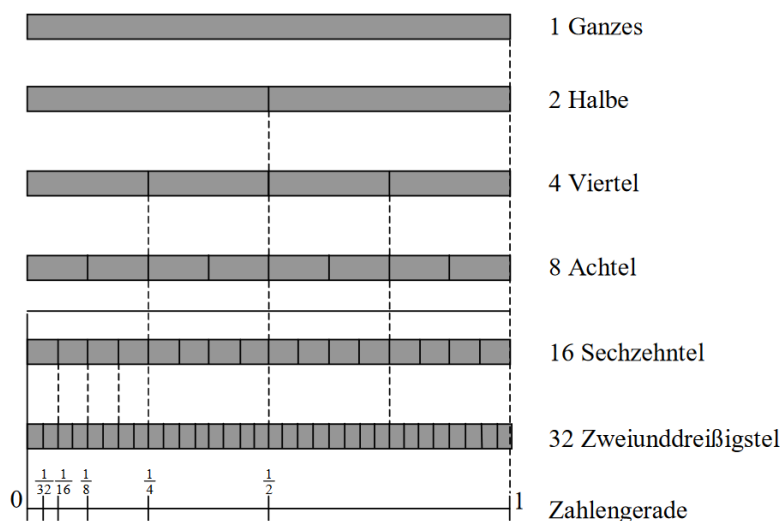 1 Ganzes
2 Halbe
4 Viertel
8 Achtel
16 Sechzehntel
32 Zweiunddreißigstel
1/32 1/16 1/8 1/4 1/2
0 1 Zahlengerade